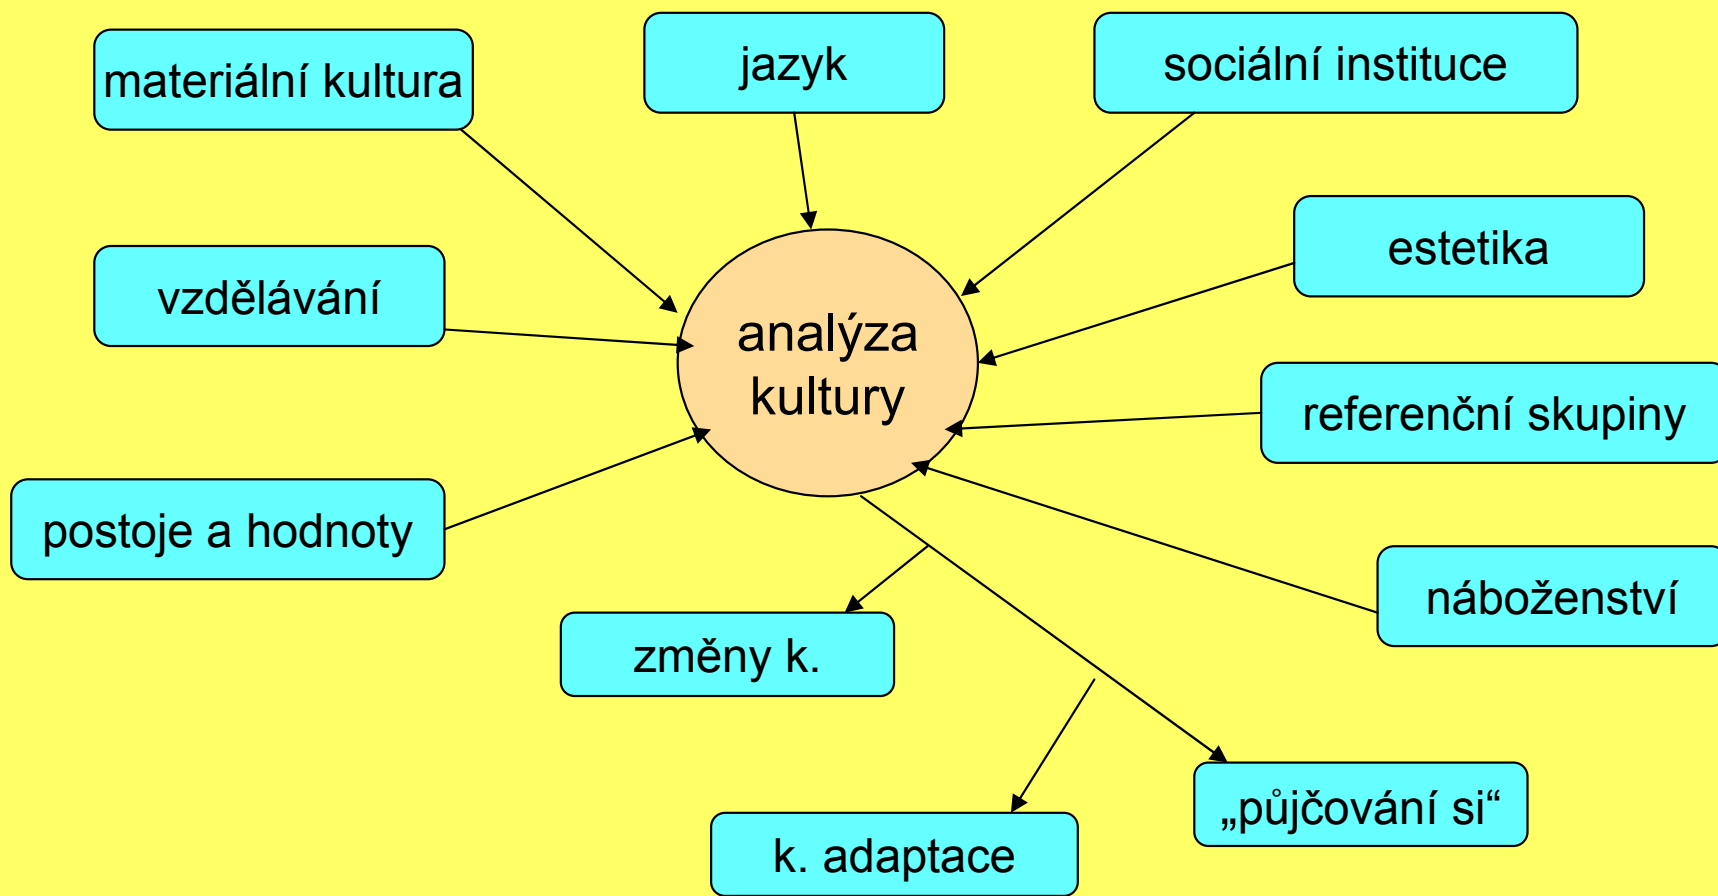 materiální kultura
jazyk
sociální instituce
vzdělávání
estetika
analýza
kultury
referenční skupiny
postoje a hodnoty
náboženství
změny k.
„půjčování si“
k. adaptace